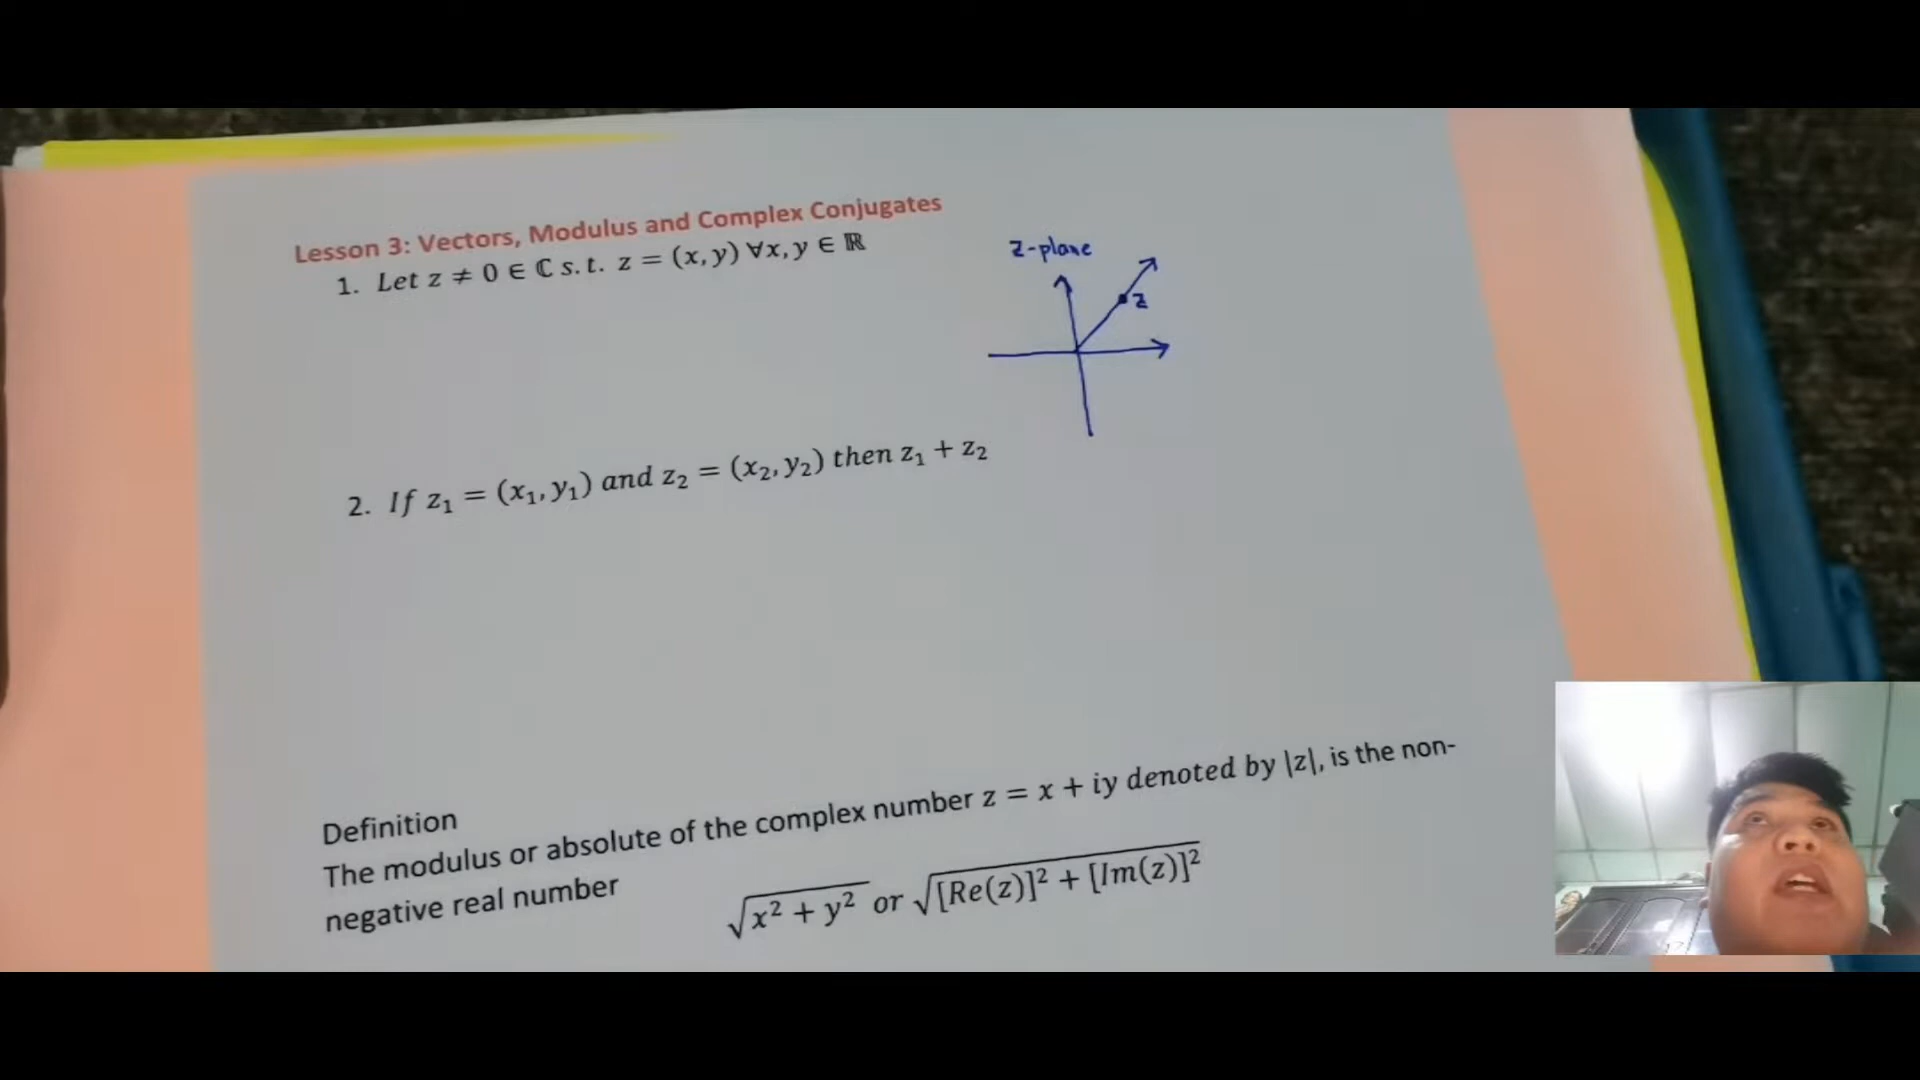 Lesson 3: Vectors, Modulus and Complex Conjugates
1. Let z ≠ 0 ∈ ℂ s.t. z = (x, y) ∀x, y ∈ ℝ
z-plane
z
2. If z₁ = (x₁, y₁) and z₂ = (x₂, y₂) then z₁ + z₂
Definition
The modulus or absolute of the complex number z = x + iy denoted by |z|, is the non-
negative real number
√x² + y² or √[Re(z)]² + [Im(z)]²